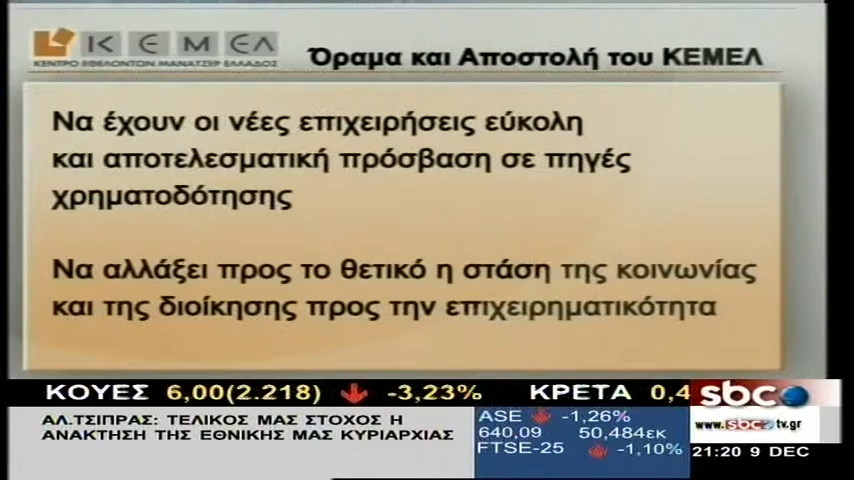 ΚΕΜΕΛ
ΚΕΝΤΡΟ ΕΘΕΛΟΝΤΩΝ ΜΑΝΑΤΖΕΡ ΕΛΛΑΔΟΣ
Όραμα και Αποστολή του ΚΕΜΕΛ
Να έχουν οι νέες επιχειρήσεις εύκολη
και αποτελεσματική πρόσβαση σε πηγές
χρηματοδότησης
Να αλλάξει προς το θετικό η στάση της κοινωνίας
και της διοίκησης προς την επιχειρηματικότητα
ΚΟΥΕΣ 6,00(2.218) -3,23% ΚΡΕΤΑ 0,4
sbc
www.sbctv.gr
ΑΛ.ΤΣΙΠΡΑΣ: ΤΕΛΙΚΟΣ ΜΑΣ ΣΤΟΧΟΣ Η
ΑΝΑΚΤΗΣΗ ΤΗΣ ΕΘΝΙΚΗΣ ΜΑΣ ΚΥΡΙΑΡΧΙΑΣ
ASE -1,26%
640,09 50,484εκ
FTSE-25 -1,10%
21:20 9 DEC